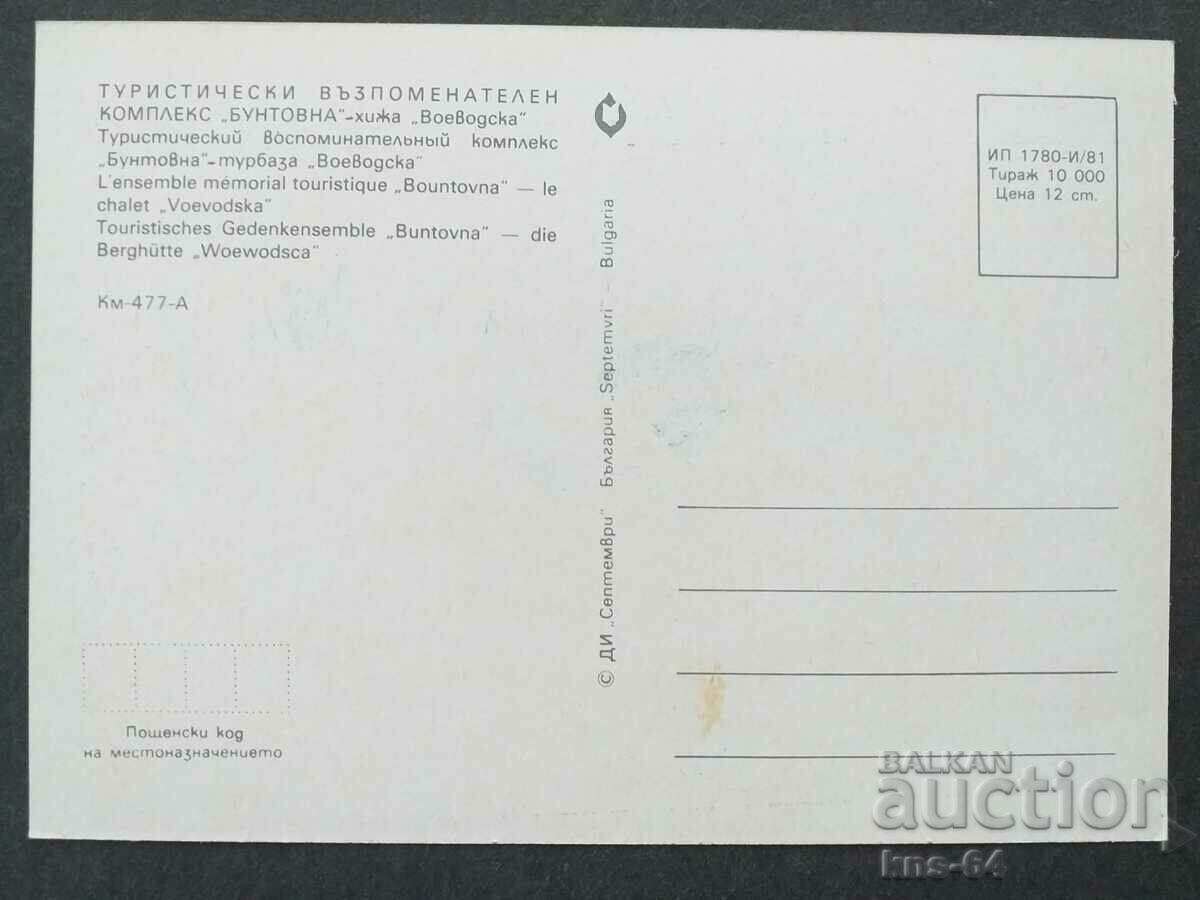 ТУРИСТИЧЕСКИ ВЪЗПОМЕНАТЕЛЕН
КОМПЛЕКС „БУНТОВНА“-хижа „Воеводска“
Туристический воспоминательный комплекс
„Бунтовна“-турбаза „Воеводска“
L'ensemble mémorial touristique „Bountovna“ — le
chalet „Voevodska“
Touristisches Gedenkensemble „Buntovna“ — die
Berghütte „Woewodsca“
Км-477-А
Пощенски код
на местоназначението
© ДИ „Септември“ България „Septemvri“ – Bulgaria
ИП 1780-И/81
Тираж 10 000
Цена 12 ст.
BALKAN
auction
kns-64